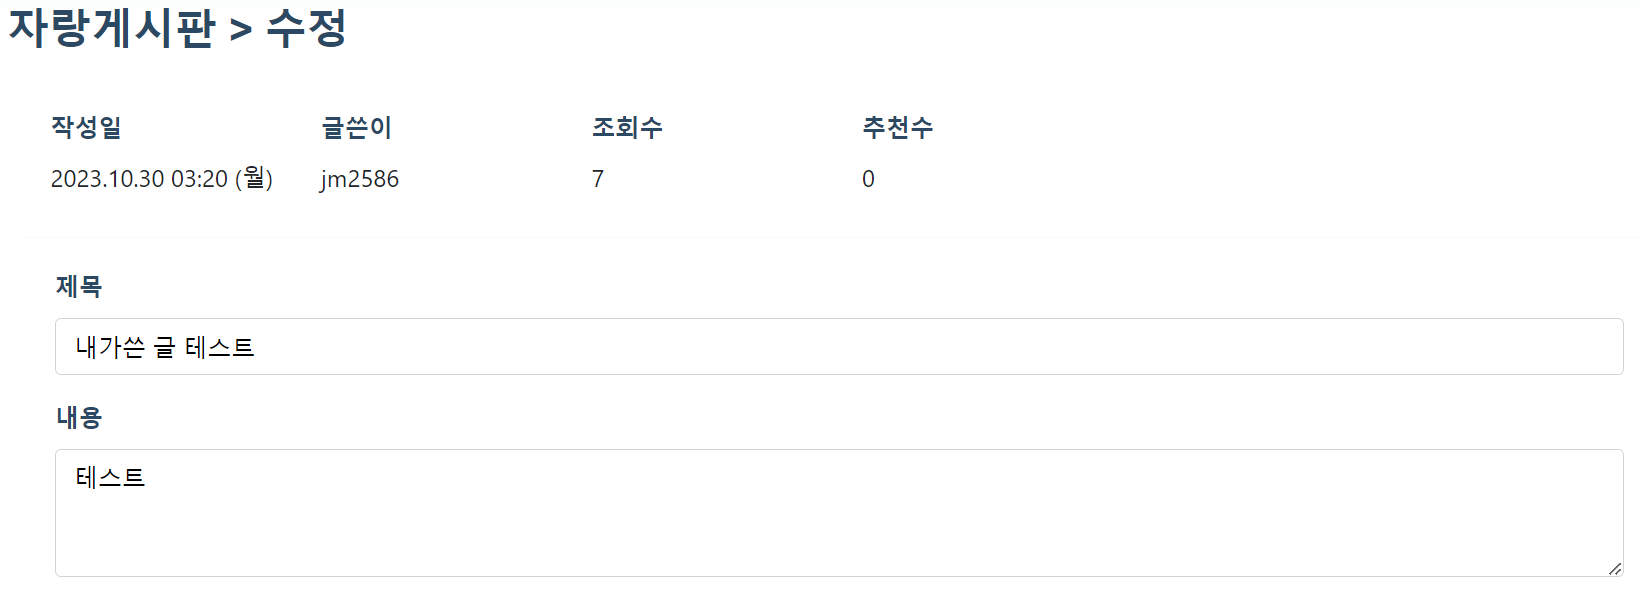 자랑게시판 > 수정
작성일 글쓴이 조회수 추천수
2023.10.30 03:20 (월) jm2586 7 0
제목
내가쓴 글 테스트
내용
테스트